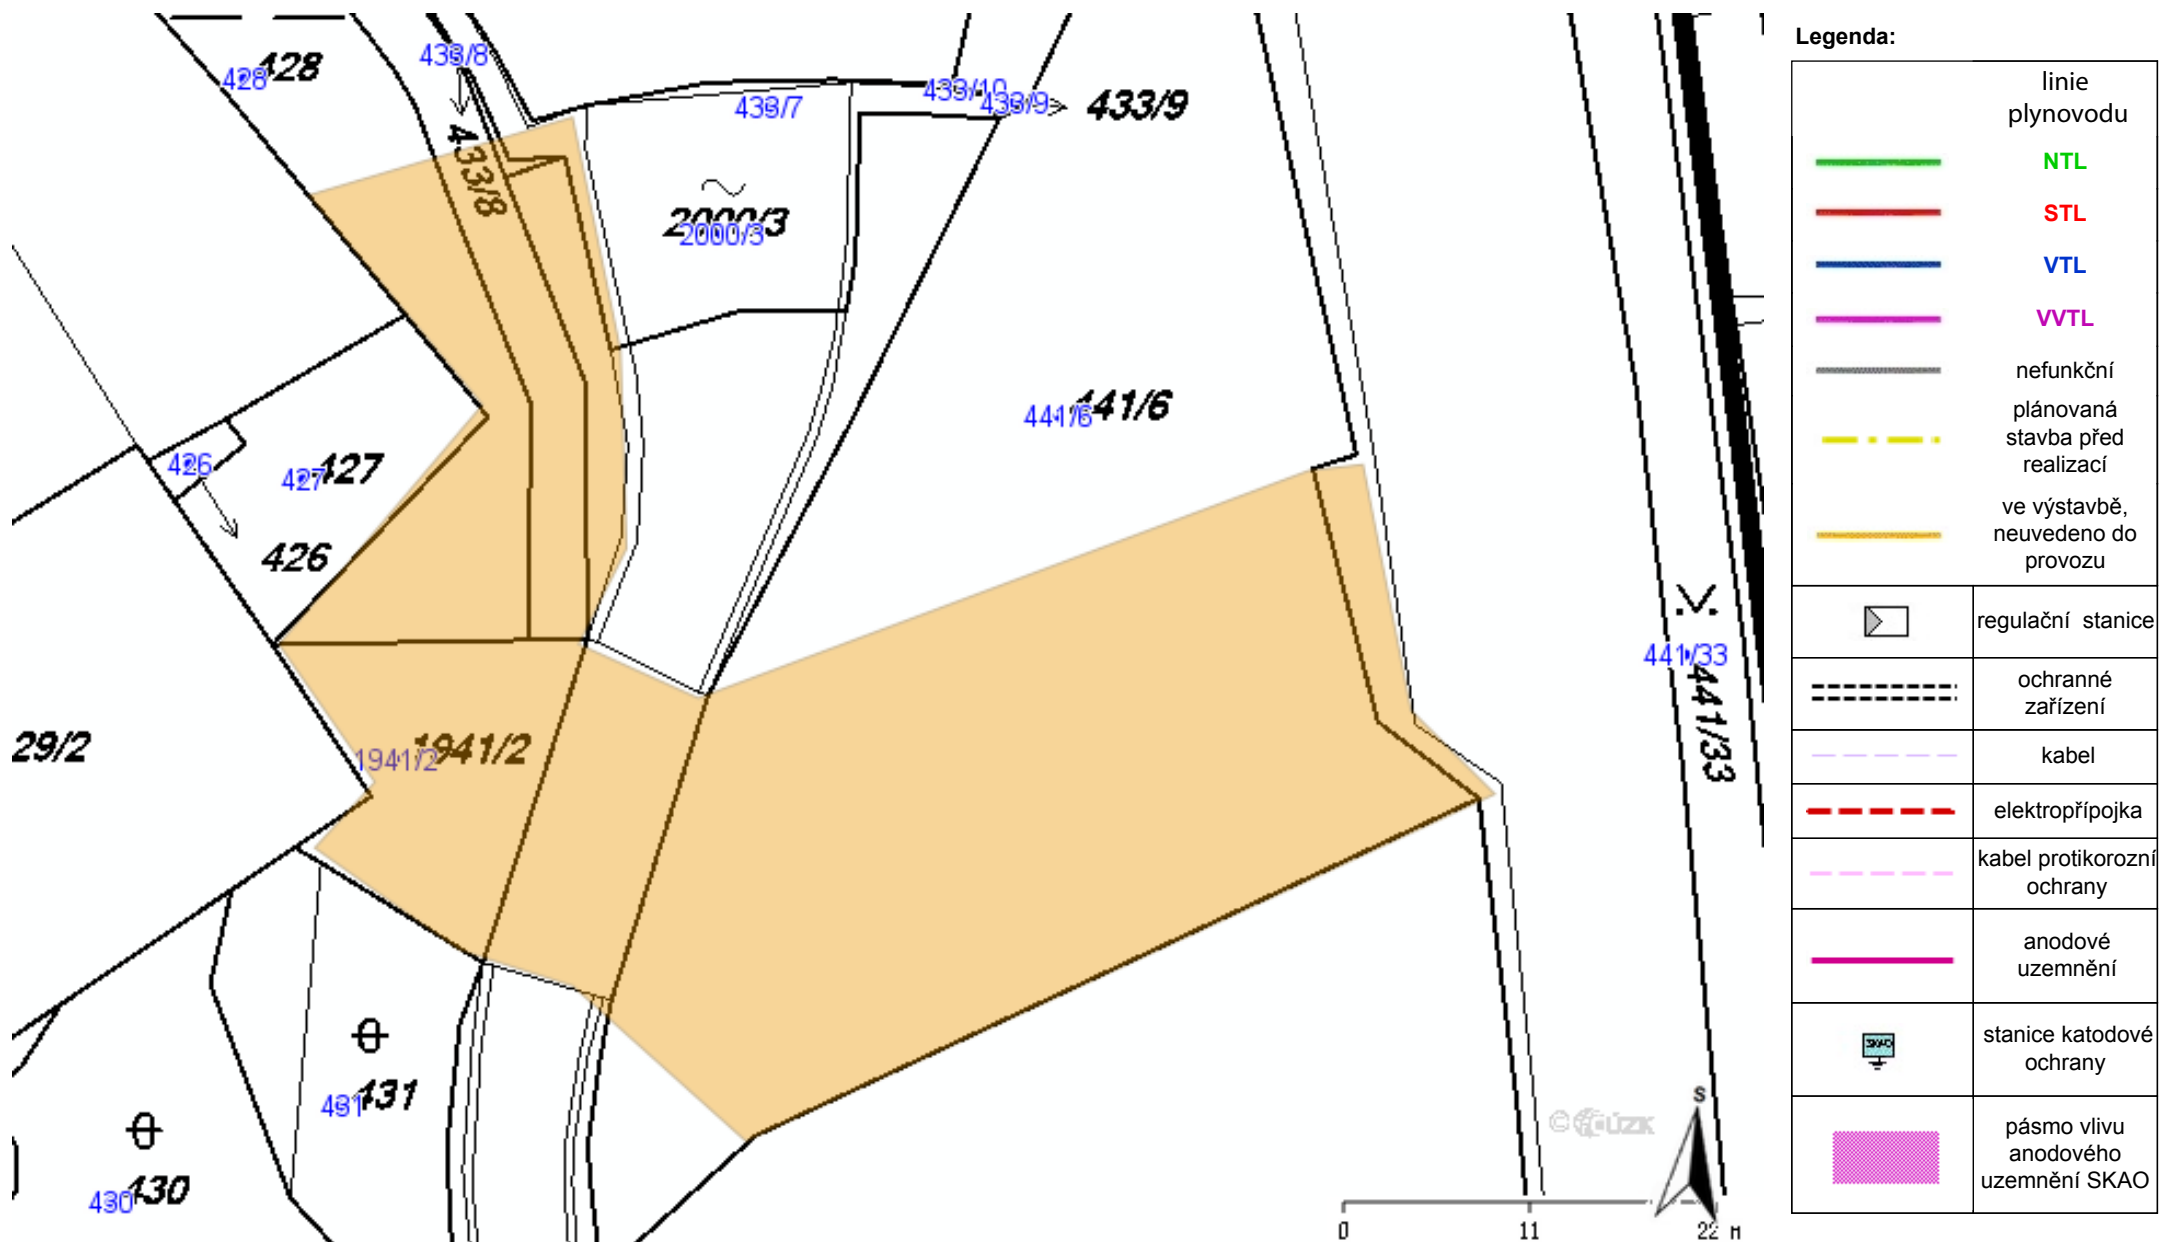 428
428
433/8
433/8
433/7
433/10
433/9
433/9
2000/3
2000/3
441/6
441/6
426
427
427
426
441/33
441/33
29/2
1941/2
1941/2
431
431
430
430
© ČÚZK
S
0 11 22 M
Legenda:
linie
plynovodu
NTL
STL
VTL
VVTL
nefunkční
plánovaná
stavba před
realizací
ve výstavbě,
neuvedeno do
provozu
regulační stanice
ochranné
zařízení
kabel
elektropřípojka
kabel protikorozní
ochrany
anodové
uzemnění
SKAO
stanice katodové
ochrany
pásmo vlivu
anodového
uzemnění SKAO